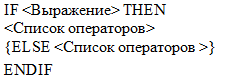 IF <Выражение> THEN
<Список операторов>
{ELSE <Список операторов >}
ENDIF